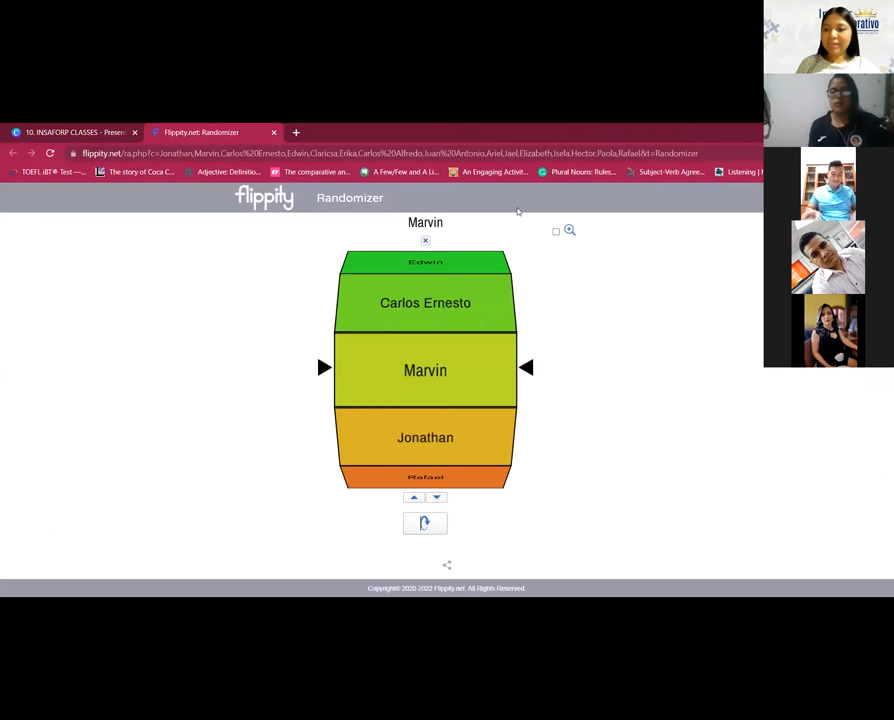 10. INSAFORP CLASSES - Presen
Flippity.net: Randomizer
flippity.net/ra.php?c=Jonathan,Marvin,Carlos%20Ernesto,Edwin,Claricsa,Erika,Carlos%20Alfredo,Juan%20Antonio,Ariel,Jael,Elizabeth,Isela,Hector,Paola,Rafael&t=Randomizer
TOEFL iBT® Test —...
The story of Coca C...
Adjective: Definitio...
The comparative an...
A Few/Few and A Li...
An Engaging Activit...
Plural Nouns: Rules...
Subject-Verb Agree...
Listening |
flippity
Randomizer
Marvin
Edwin
Carlos Ernesto
Marvin
Jonathan
Rafael
Copyright© 2020-2022 Flippity.net. All Rights Reserved.